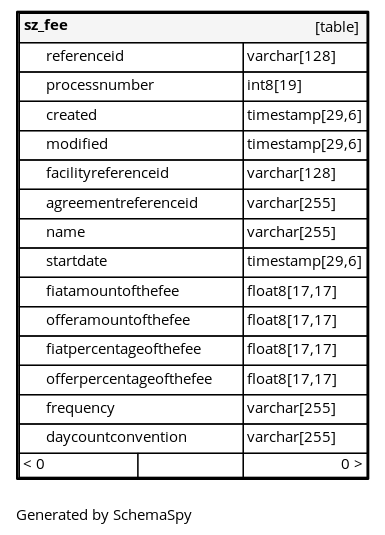 sz_fee [table]
referenceid varchar[128]
processnumber int8[19]
created timestamp[29,6]
modified timestamp[29,6]
facilityreferenceid varchar[128]
agreementreferenceid varchar[255]
name varchar[255]
startdate timestamp[29,6]
fiatamountofthefee float8[17,17]
offeramountofthefee float8[17,17]
fiatpercentageofthefee float8[17,17]
offerpercentageofthefee float8[17,17]
frequency varchar[255]
daycountconvention varchar[255]
< 0 0 >
Generated by SchemaSpy